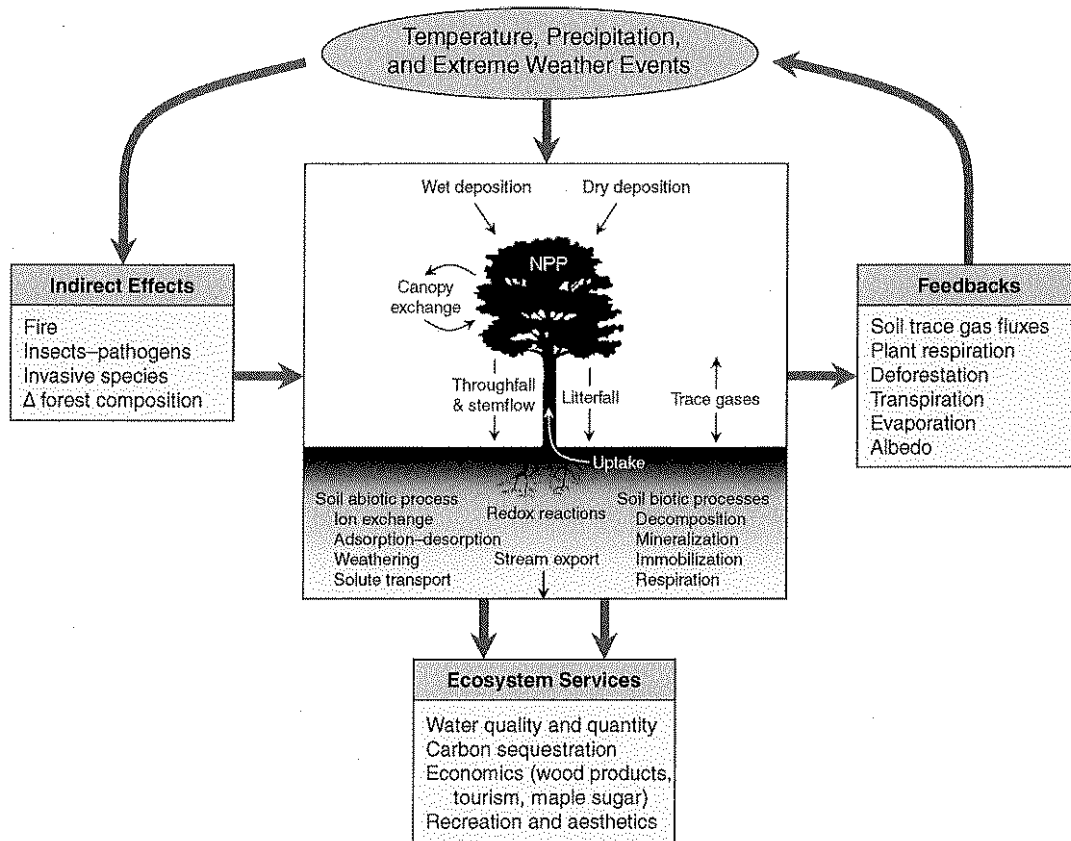 Temperature, Precipitation,
and Extreme Weather Events
Wet deposition
Dry deposition
NPP
Canopy
exchange
Throughfall
& stemflow
Litterfall
Trace gases
Uptake
Soil abiotic process
Ion exchange
Adsorption–desorption
Weathering
Solute transport
Redox reactions
Stream export
Soil biotic processes
Decomposition
Mineralization
Immobilization
Respiration
Indirect Effects
Fire
Insects–pathogens
Invasive species
Δ forest composition
Feedbacks
Soil trace gas fluxes
Plant respiration
Deforestation
Transpiration
Evaporation
Albedo
Ecosystem Services
Water quality and quantity
Carbon sequestration
Economics (wood products,
tourism, maple sugar)
Recreation and aesthetics